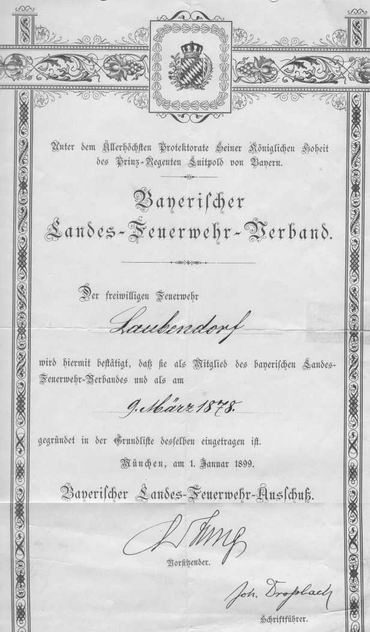 Unter dem Allerhöchsten Protektorate Seiner Königlichen Hoheit
des Prinz-Regenten Luitpold von Bayern.
Bayerischer
Landes-Feuerwehr-Verband.
Der freiwilligen Feuerwehr
Laubendorf
wird hiermit bestätigt, daß sie als Mitglied des bayerischen Landes-
Feuerwehr-Verbandes und als am
9. März 1878.
gegründet in der Grundliste desselben eingetragen ist.
München, am 1. Januar 1899.
Bayerischer Landes-Feuerwehr-Ausschuß.
Vorsitzender.
Joh. Droßbach
Schriftführer.